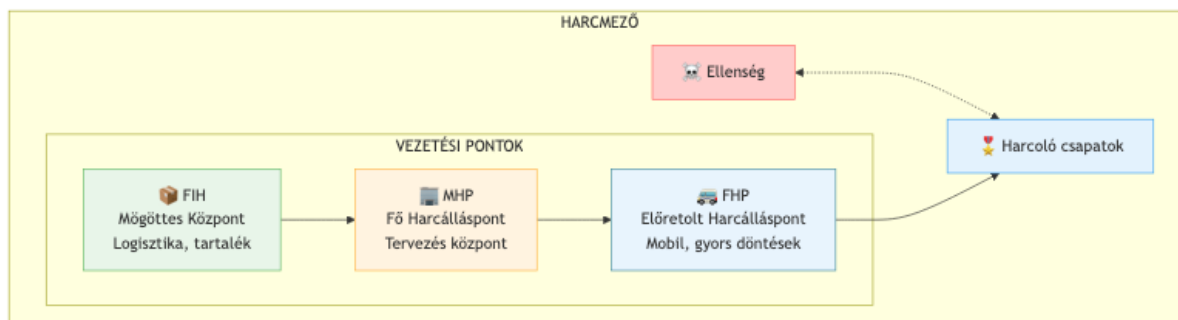 HARCMEZŐ
☠️ Ellenség
🎖️ Harcoló csapatok
VEZETÉSI PONTOK
📦 FIH
Mögöttes Központ
Logisztika, tartalék
🏢 MHP
Fő Harcálláspont
Tervezés központ
🚐 FHP
Előretolt Harcálláspont
Mobil, gyors döntések